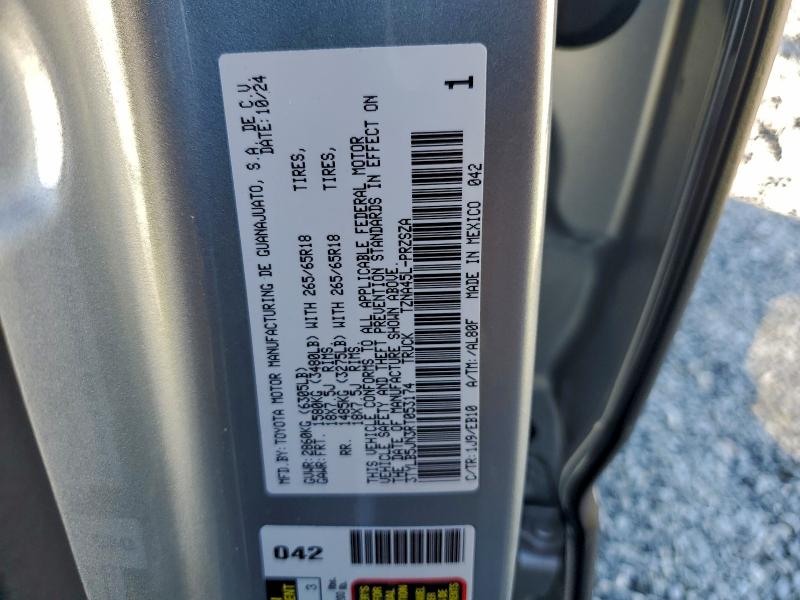 MFD.BY:TOYOTA MOTOR MANUFACTURING DE GUANAJUATO, S.A. DE C.V.
DATE:10/24
GVWR:2860KG (6305LB)
GAWR:FRT. 1580KG (3480LB) WITH 265/65R18 TIRES,
18X7.5J RIMS,
RR. 1485KG (3275LB) WITH 265/65R18 TIRES,
18X7.5J RIMS.
THIS VEHICLE CONFORMS TO ALL APPLICABLE FEDERAL MOTOR
VEHICLE SAFETY AND THEFT PREVENTION STANDARDS IN EFFECT ON
THE DATE OF MANUFACTURE SHOWN ABOVE.
3TYLB5JN3RT053174 TRUCK TZNA45L-PRZSZA
1
C/TR:1J9/EB10 A/TM:/AL80F MADE IN MEXICO 042
042
3